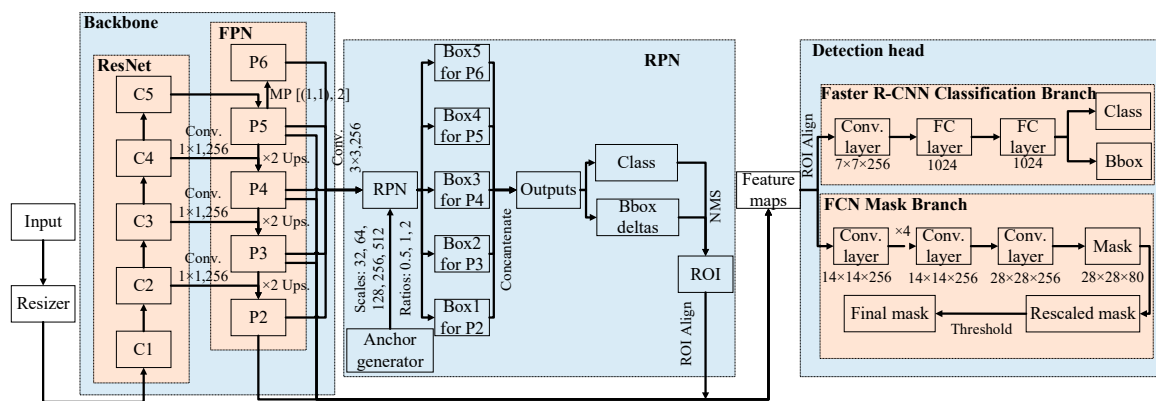 Backbone
ResNet
C5
C4
C3
C2
C1
Input
Resizer
FPN
P6
MP [(1,1), 2]
P5
×2 Ups.
P4
×2 Ups.
P3
×2 Ups.
P2
Conv.
1×1,256
Conv.
1×1,256
Conv.
1×1,256
Conv.
3×3,256
RPN
RPN
Scales: 32, 64,
128, 256, 512
Ratios: 0.5, 1, 2
Anchor
generator
Box5
for P6
Box4
for P5
Box3
for P4
Box2
for P3
Box1
for P2
Concantenate
Outputs
Class
Bbox
deltas
NMS
ROI
ROI Align
Feature
maps
ROI Align
Detection head
Faster R-CNN Classification Branch
Conv.
layer
7×7×256
FC
layer
1024
FC
layer
1024
Class
Bbox
FCN Mask Branch
Conv.
layer
14×14×256
×4
Conv.
layer
14×14×256
Conv.
layer
28×28×256
Mask
28×28×80
Final mask
Threshold
Rescaled mask